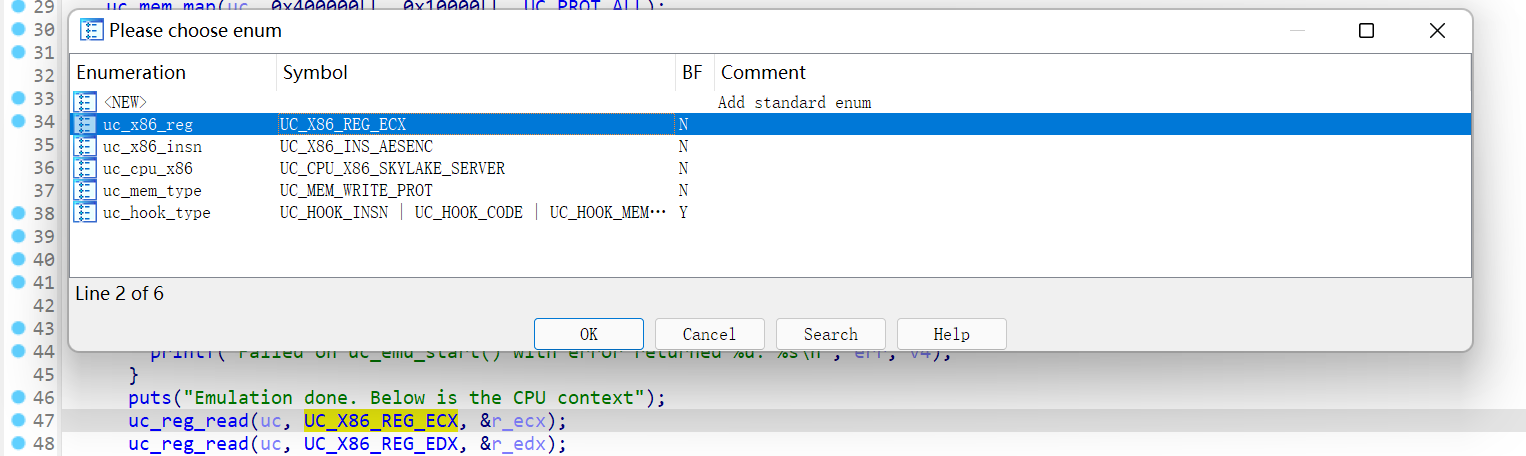 29 uc_mem_map(uc, 0x400000LL, 0x10000LL, UC_PROT_ALL);
30 Please choose enum
31
32 Enumeration Symbol BF Comment
33 <NEW> Add standard enum
34 uc_x86_reg UC_X86_REG_ECX N
35 uc_x86_insn UC_X86_INS_AESENC N
36 uc_cpu_x86 UC_CPU_X86_SKYLAKE_SERVER N
37 uc_mem_type UC_MEM_WRITE_PROT N
38 uc_hook_type UC_HOOK_INSN | UC_HOOK_CODE | UC_HOOK_MEM… Y
39
40
41 Line 2 of 6
42
43 OK Cancel Search Help
44 printf("Failed on uc_emu_start() with error returned %u: %s\n", err, v4);
45 }
46 puts("Emulation done. Below is the CPU context");
47 uc_reg_read(uc, UC_X86_REG_ECX, &r_ecx);
48 uc_reg_read(uc, UC_X86_REG_EDX, &r_edx);